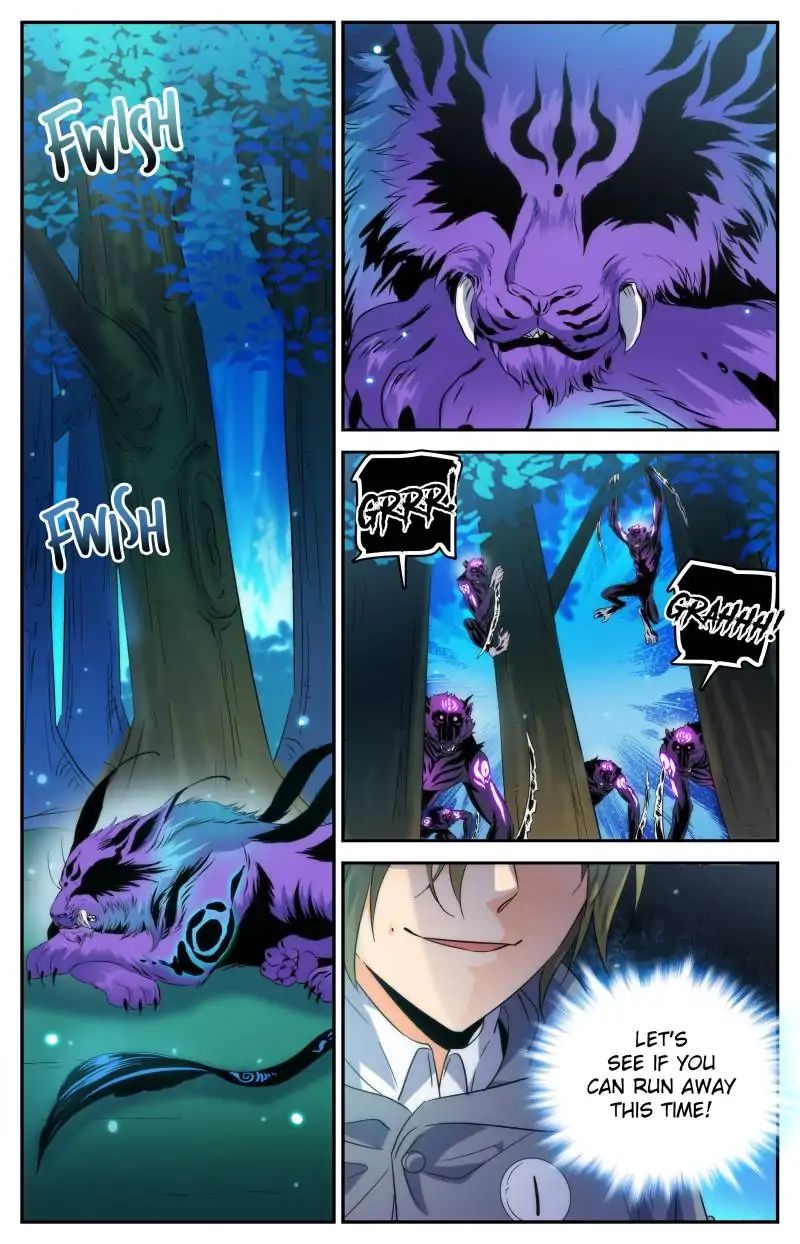 FWISH
FWISH
GRRR!
GRAHHH!
LET'S
SEE IF YOU
CAN RUN AWAY
THIS TIME!